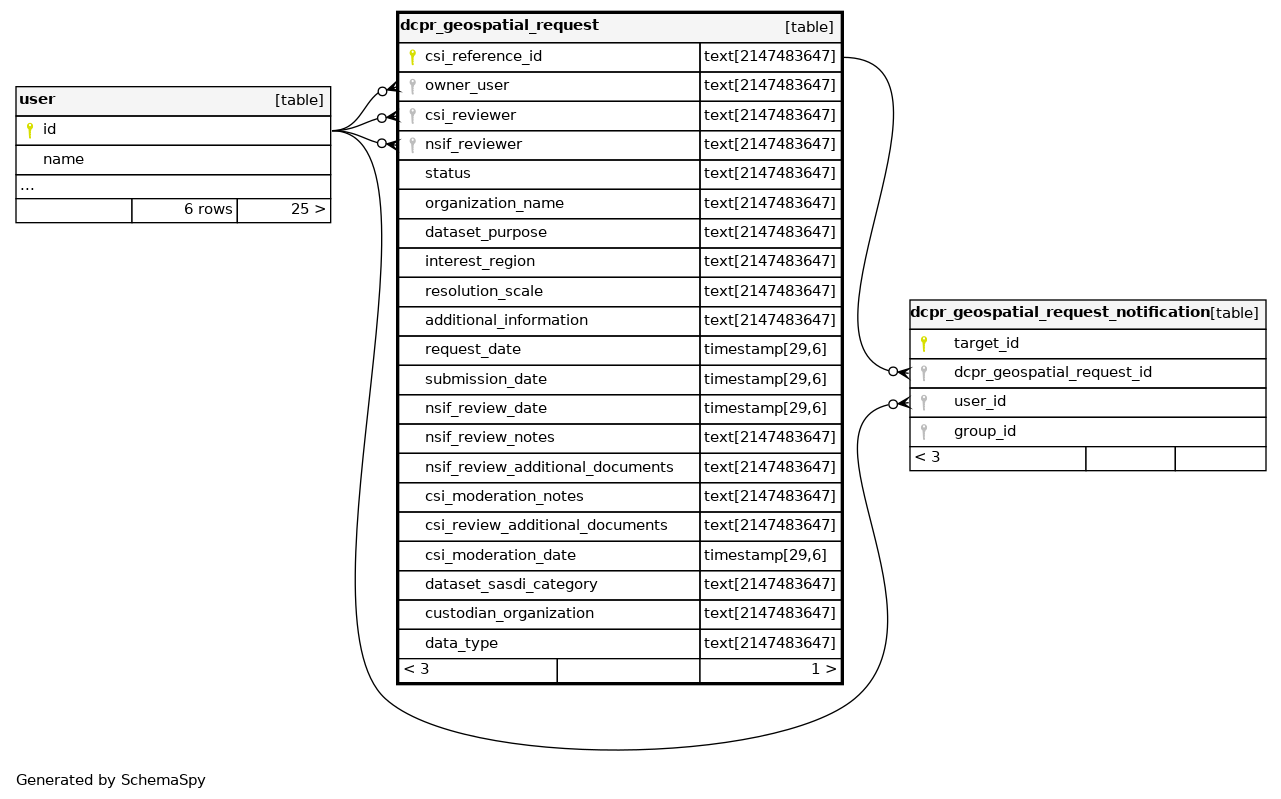 user [table]
id
name
...
6 rows 25 >
dcpr_geospatial_request [table]
csi_reference_id text[2147483647]
owner_user text[2147483647]
csi_reviewer text[2147483647]
nsif_reviewer text[2147483647]
status text[2147483647]
organization_name text[2147483647]
dataset_purpose text[2147483647]
interest_region text[2147483647]
resolution_scale text[2147483647]
additional_information text[2147483647]
request_date timestamp[29,6]
submission_date timestamp[29,6]
nsif_review_date timestamp[29,6]
nsif_review_notes text[2147483647]
nsif_review_additional_documents text[2147483647]
csi_moderation_notes text[2147483647]
csi_review_additional_documents text[2147483647]
csi_moderation_date timestamp[29,6]
dataset_sasdi_category text[2147483647]
custodian_organization text[2147483647]
data_type text[2147483647]
< 3 1 >
dcpr_geospatial_request_notification [table]
target_id
dcpr_geospatial_request_id
user_id
group_id
< 3
Generated by SchemaSpy